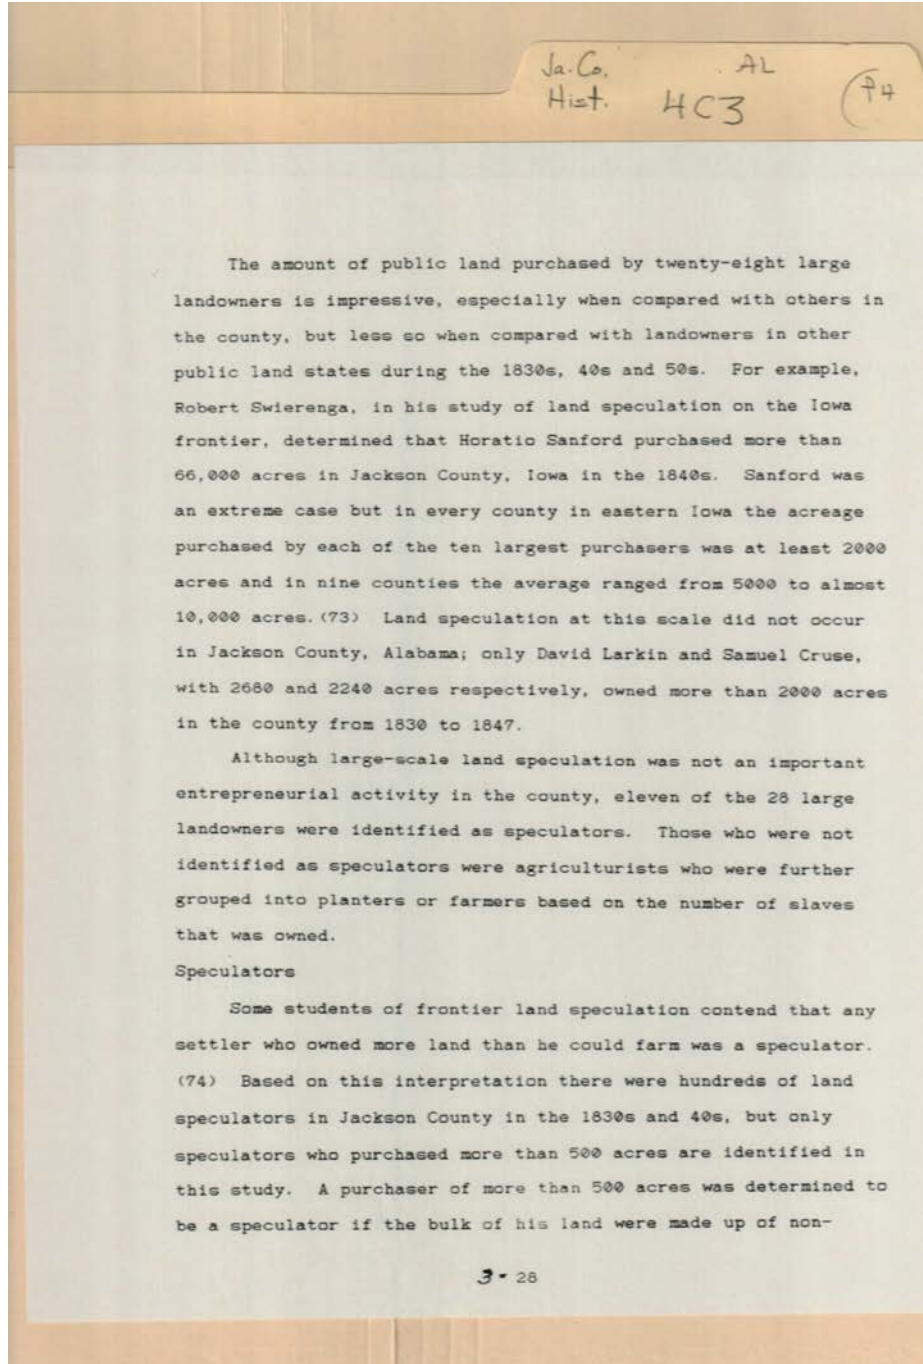 Ja. Co. AL
Hist. 4C3 P4
The amount of public land purchased by twenty-eight large
landowners is impressive, especially when compared with others in
the county, but less so when compared with landowners in other
public land states during the 1830s, 40s and 50s. For example,
Robert Swierenga, in his study of land speculation on the Iowa
frontier, determined that Horatio Sanford purchased more than
66,000 acres in Jackson County, Iowa in the 1840s. Sanford was
an extreme case but in every county in eastern Iowa the acreage
purchased by each of the ten largest purchasers was at least 2000
acres and in nine counties the average ranged from 5000 to almost
10,000 acres.(73) Land speculation at this scale did not occur
in Jackson County, Alabama; only David Larkin and Samuel Cruse,
with 2680 and 2240 acres respectively, owned more than 2000 acres
in the county from 1830 to 1847.
Although large-scale land speculation was not an important
entrepreneurial activity in the county, eleven of the 28 large
landowners were identified as speculators. Those who were not
identified as speculators were agriculturists who were further
grouped into planters or farmers based on the number of slaves
that was owned.
Speculators
Some students of frontier land speculation contend that any
settler who owned more land than he could farm was a speculator.
(74) Based on this interpretation there were hundreds of land
speculators in Jackson County in the 1830s and 40s, but only
speculators who purchased more than 500 acres are identified in
this study. A purchaser of more than 500 acres was determined to
be a speculator if the bulk of his land were made up of non-
3-28